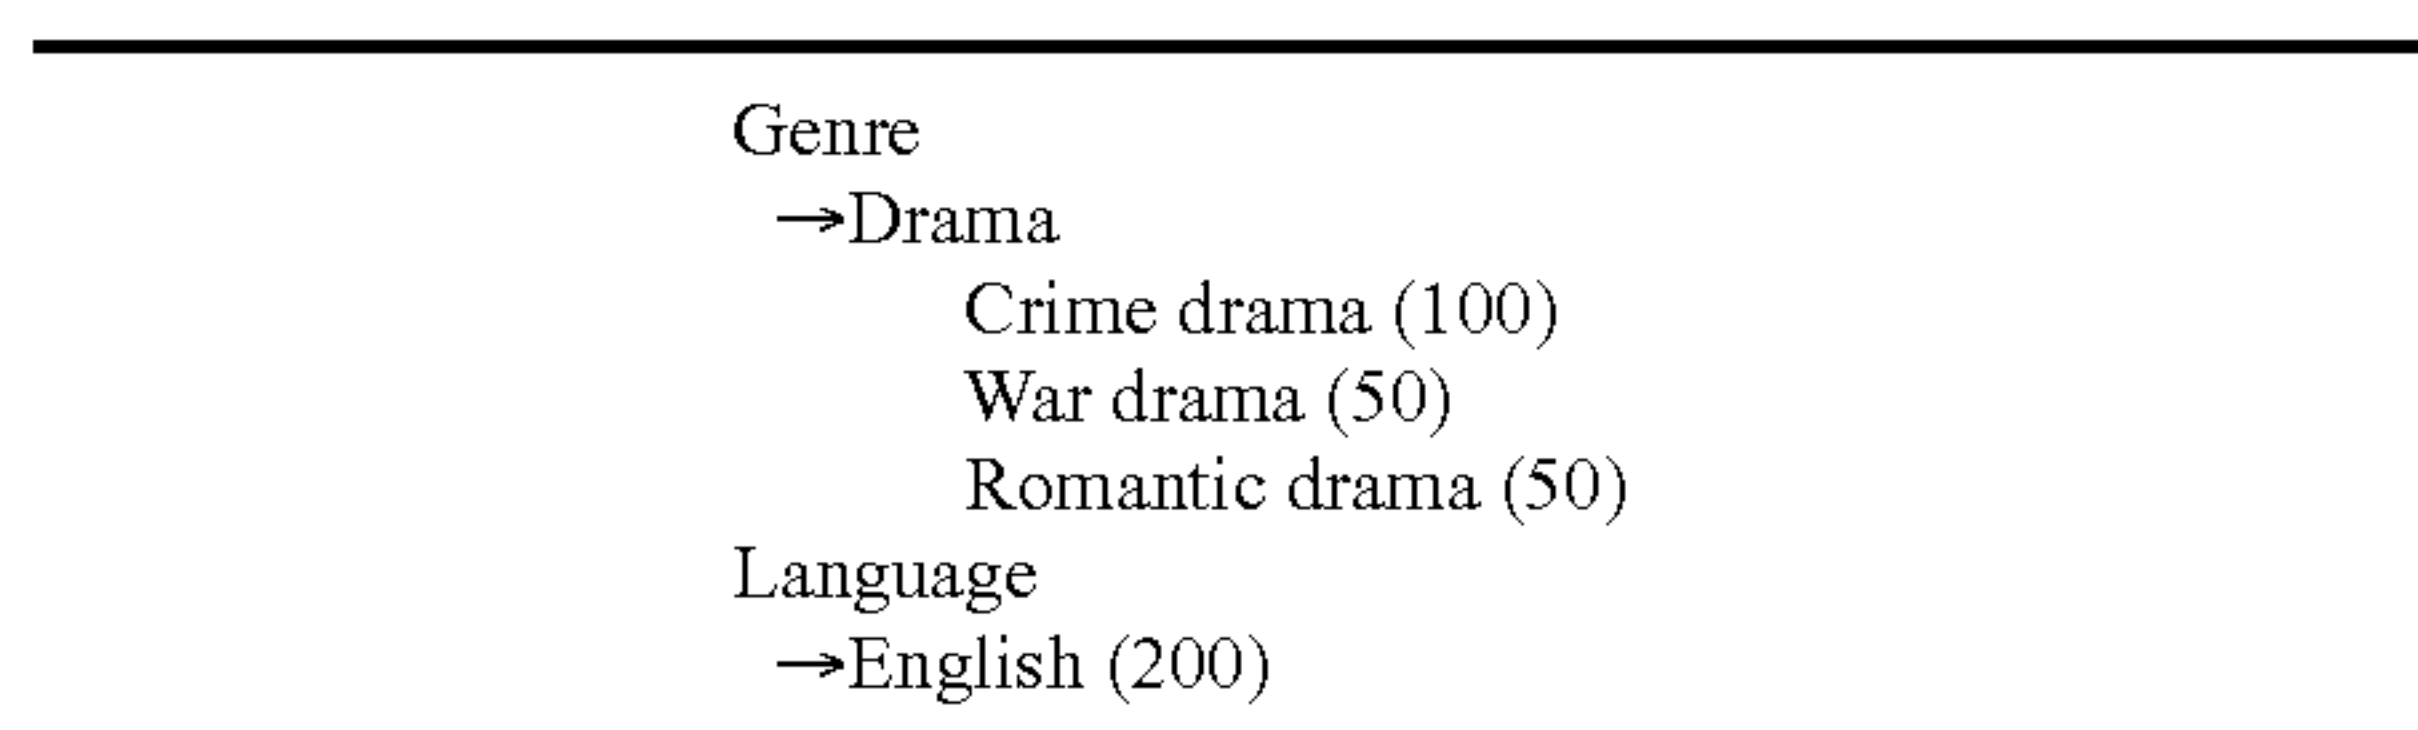 Genre
→Drama
Crime drama (100)
War drama (50)
Romantic drama (50)
Language
→English (200)